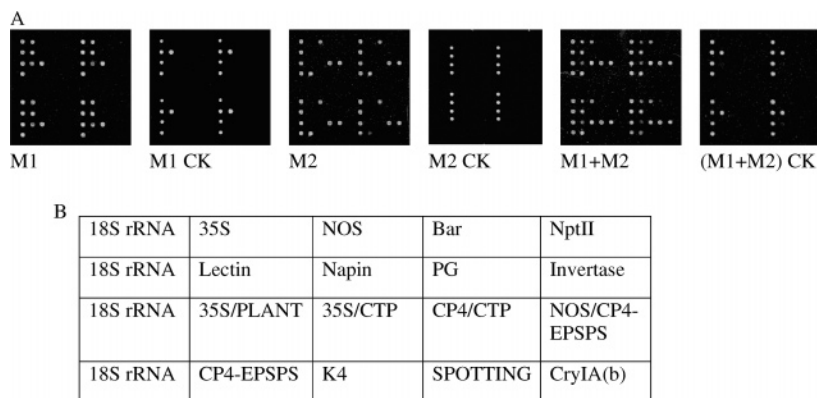 A
M1
M1 CK
M2
M2 CK
M1+M2
(M1+M2) CK
B
18S rRNA 35S NOS Bar NptII
18S rRNA Lectin Napin PG Invertase
18S rRNA 35S/PLANT 35S/CTP CP4/CTP NOS/CP4-
EPSPS
18S rRNA CP4-EPSPS K4 SPOTTING CryIA(b)